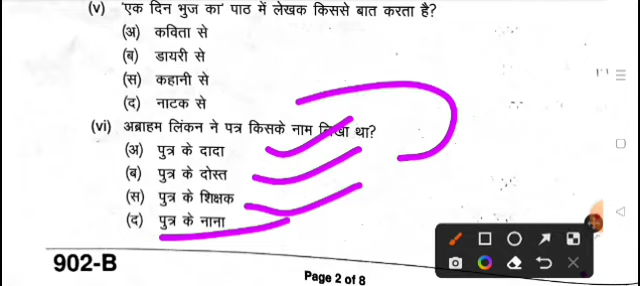 (v) 'एक दिन भुज का' पाठ में लेखक किससे बात करता है?
(अ) कविता से
(ब) डायरी से
(स) कहानी से
(द) नाटक से
(vi) अब्राहम लिंकन ने पत्र किसके नाम लिखा था?
(अ) पुत्र के दादा
(ब) पुत्र के दोस्त
(स) पुत्र के शिक्षक
(द) पुत्र के नाना
902-B
Page 2 of 8